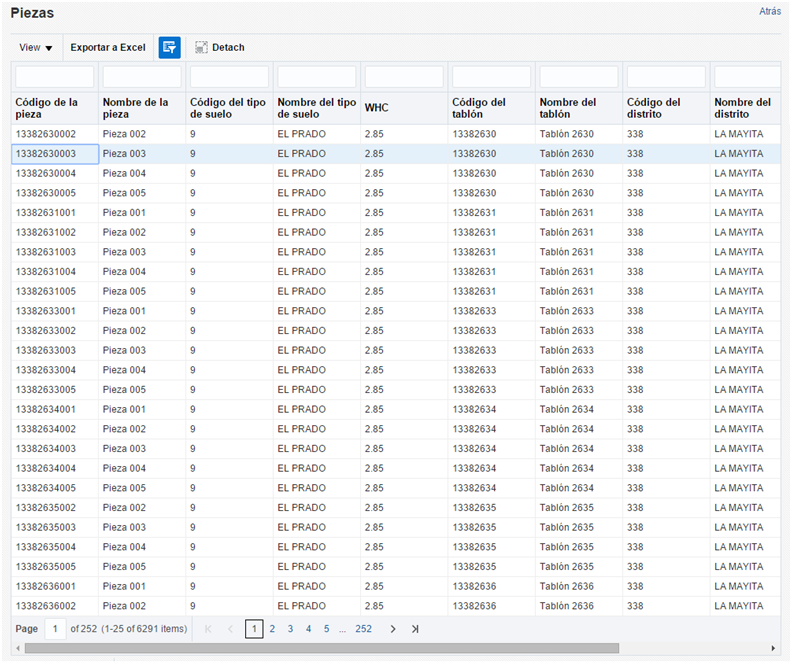 Piezas
Atrás
View Exportar a Excel Detach
Código de la pieza Nombre de la pieza Código del tipo de suelo Nombre del tipo de suelo WHC Código del tablón Nombre del tablón Código del distrito Nombre del distrito
13382630002 Pieza 002 9 EL PRADO 2.85 13382630 Tablón 2630 338 LA MAYITA
13382630003 Pieza 003 9 EL PRADO 2.85 13382630 Tablón 2630 338 LA MAYITA
13382630004 Pieza 004 9 EL PRADO 2.85 13382630 Tablón 2630 338 LA MAYITA
13382630005 Pieza 005 9 EL PRADO 2.85 13382630 Tablón 2630 338 LA MAYITA
13382631001 Pieza 001 9 EL PRADO 2.85 13382631 Tablón 2631 338 LA MAYITA
13382631002 Pieza 002 9 EL PRADO 2.85 13382631 Tablón 2631 338 LA MAYITA
13382631003 Pieza 003 9 EL PRADO 2.85 13382631 Tablón 2631 338 LA MAYITA
13382631004 Pieza 004 9 EL PRADO 2.85 13382631 Tablón 2631 338 LA MAYITA
13382631005 Pieza 005 9 EL PRADO 2.85 13382631 Tablón 2631 338 LA MAYITA
13382633001 Pieza 001 9 EL PRADO 2.85 13382633 Tablón 2633 338 LA MAYITA
13382633002 Pieza 002 9 EL PRADO 2.85 13382633 Tablón 2633 338 LA MAYITA
13382633003 Pieza 003 9 EL PRADO 2.85 13382633 Tablón 2633 338 LA MAYITA
13382633004 Pieza 004 9 EL PRADO 2.85 13382633 Tablón 2633 338 LA MAYITA
13382633005 Pieza 005 9 EL PRADO 2.85 13382633 Tablón 2633 338 LA MAYITA
13382634001 Pieza 001 9 EL PRADO 2.85 13382634 Tablón 2634 338 LA MAYITA
13382634002 Pieza 002 9 EL PRADO 2.85 13382634 Tablón 2634 338 LA MAYITA
13382634003 Pieza 003 9 EL PRADO 2.85 13382634 Tablón 2634 338 LA MAYITA
13382634004 Pieza 004 9 EL PRADO 2.85 13382634 Tablón 2634 338 LA MAYITA
13382634005 Pieza 005 9 EL PRADO 2.85 13382634 Tablón 2634 338 LA MAYITA
13382635002 Pieza 002 9 EL PRADO 2.85 13382635 Tablón 2635 338 LA MAYITA
13382635003 Pieza 003 9 EL PRADO 2.85 13382635 Tablón 2635 338 LA MAYITA
13382635004 Pieza 004 9 EL PRADO 2.85 13382635 Tablón 2635 338 LA MAYITA
13382635005 Pieza 005 9 EL PRADO 2.85 13382635 Tablón 2635 338 LA MAYITA
13382636001 Pieza 001 9 EL PRADO 2.85 13382636 Tablón 2636 338 LA MAYITA
13382636002 Pieza 002 9 EL PRADO 2.85 13382636 Tablón 2636 338 LA MAYITA
Page 1 of 252 (1-25 of 6291 items) 1 2 3 4 5 ... 252